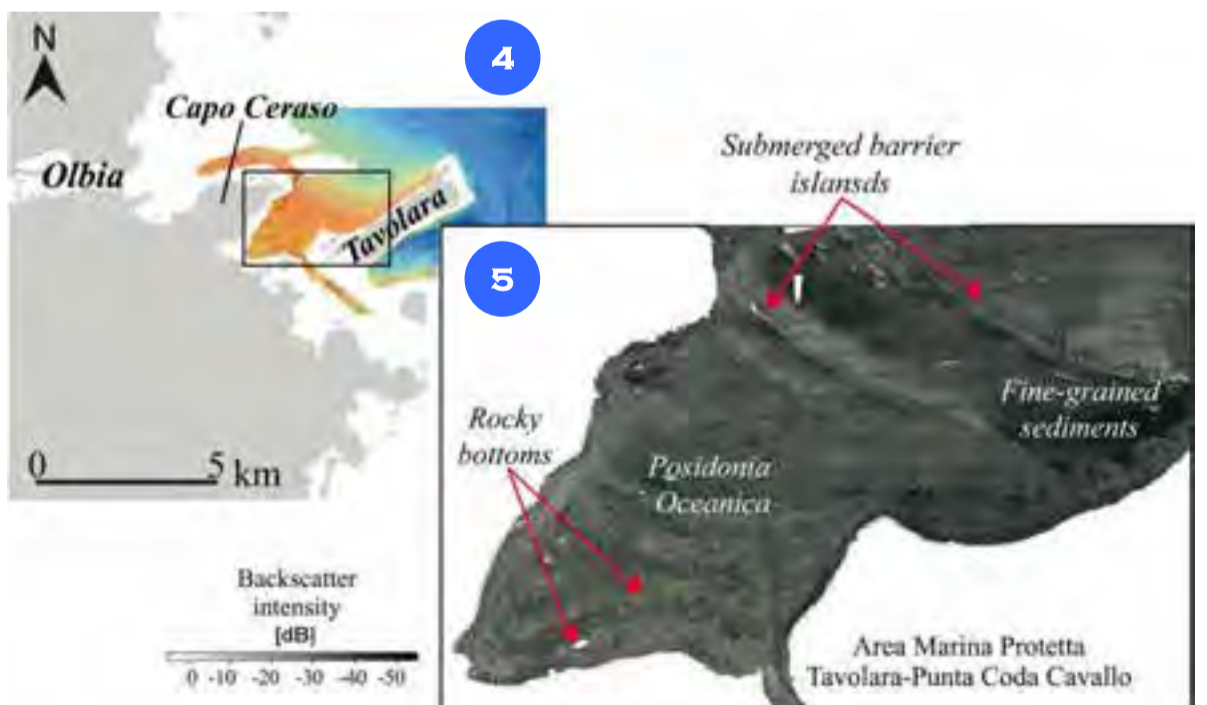 N
4
Capo Ceraso
Olbia
Tavolara
0 5 km
Submerged barrier
islansds
5
Rocky
bottoms
Fine-grained
sediments
Posidonia
Oceanica
Area Marina Protetta
Tavolara-Punta Coda Cavallo
Backscatter
intensity
[dB]
0 -10 -20 -30 -40 -50